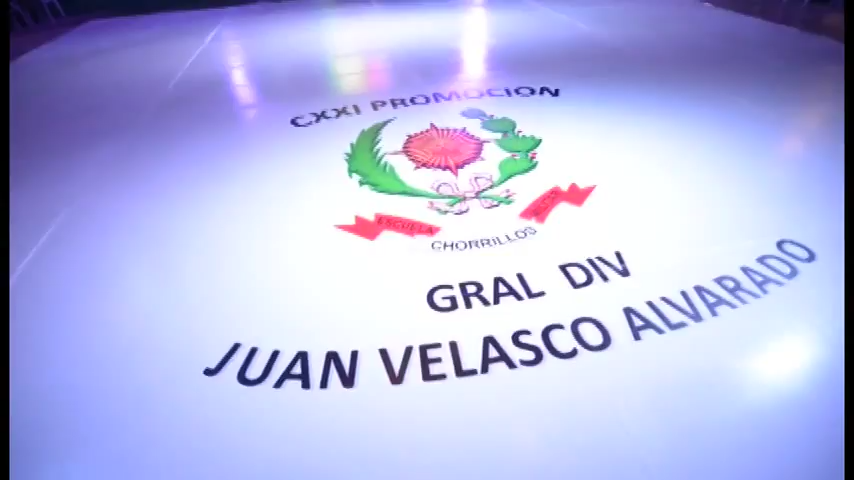 CXXI PROMOCION
ESCUELA
CHORRILLOS
GRAL DIV
JUAN VELASCO ALVARADO